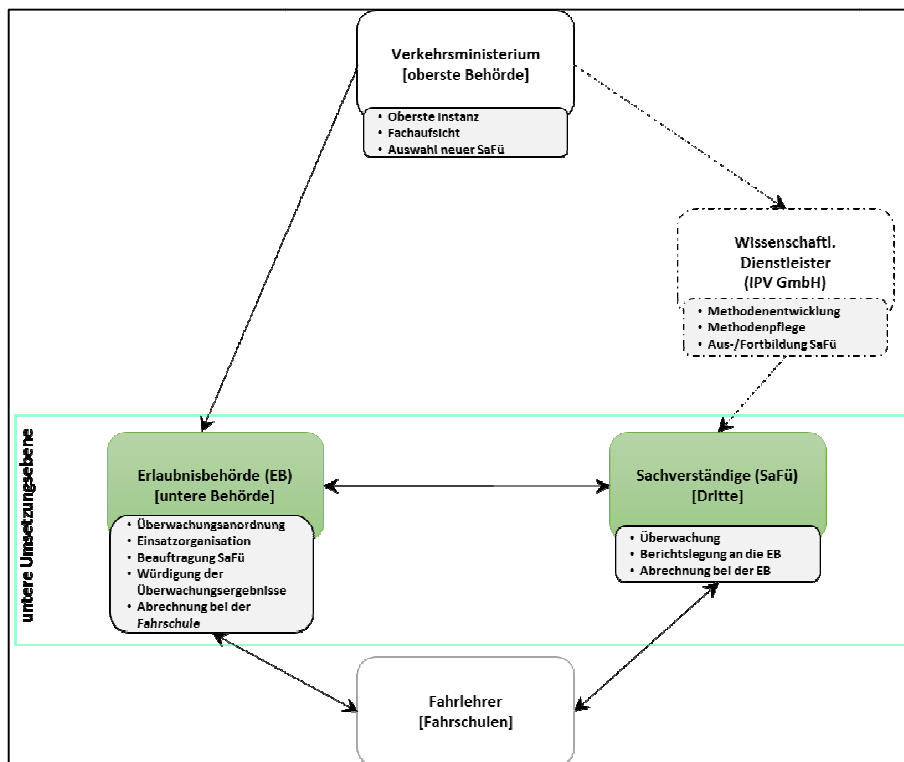 Verkehrsministerium
[oberste Behörde]
• Oberste Instanz
• Fachaufsicht
• Auswahl neuer SaFü
Wissenschaftl.
Dienstleister
(IPV GmbH)
• Methodenentwicklung
• Methodenpflege
• Aus-/Fortbildung SaFü
untere Umsetzungsebene
Erlaubnisbehörde (EB)
[untere Behörde]
• Überwachungsanordnung
• Einsatzorganisation
• Beauftragung SaFü
• Würdigung der
Überwachungsergebnisse
• Abrechnung bei der
Fahrschule
Sachverständige (SaFü)
[Dritte]
• Überwachung
• Berichtslegung an die EB
• Abrechnung bei der EB
Fahrlehrer
[Fahrschulen]